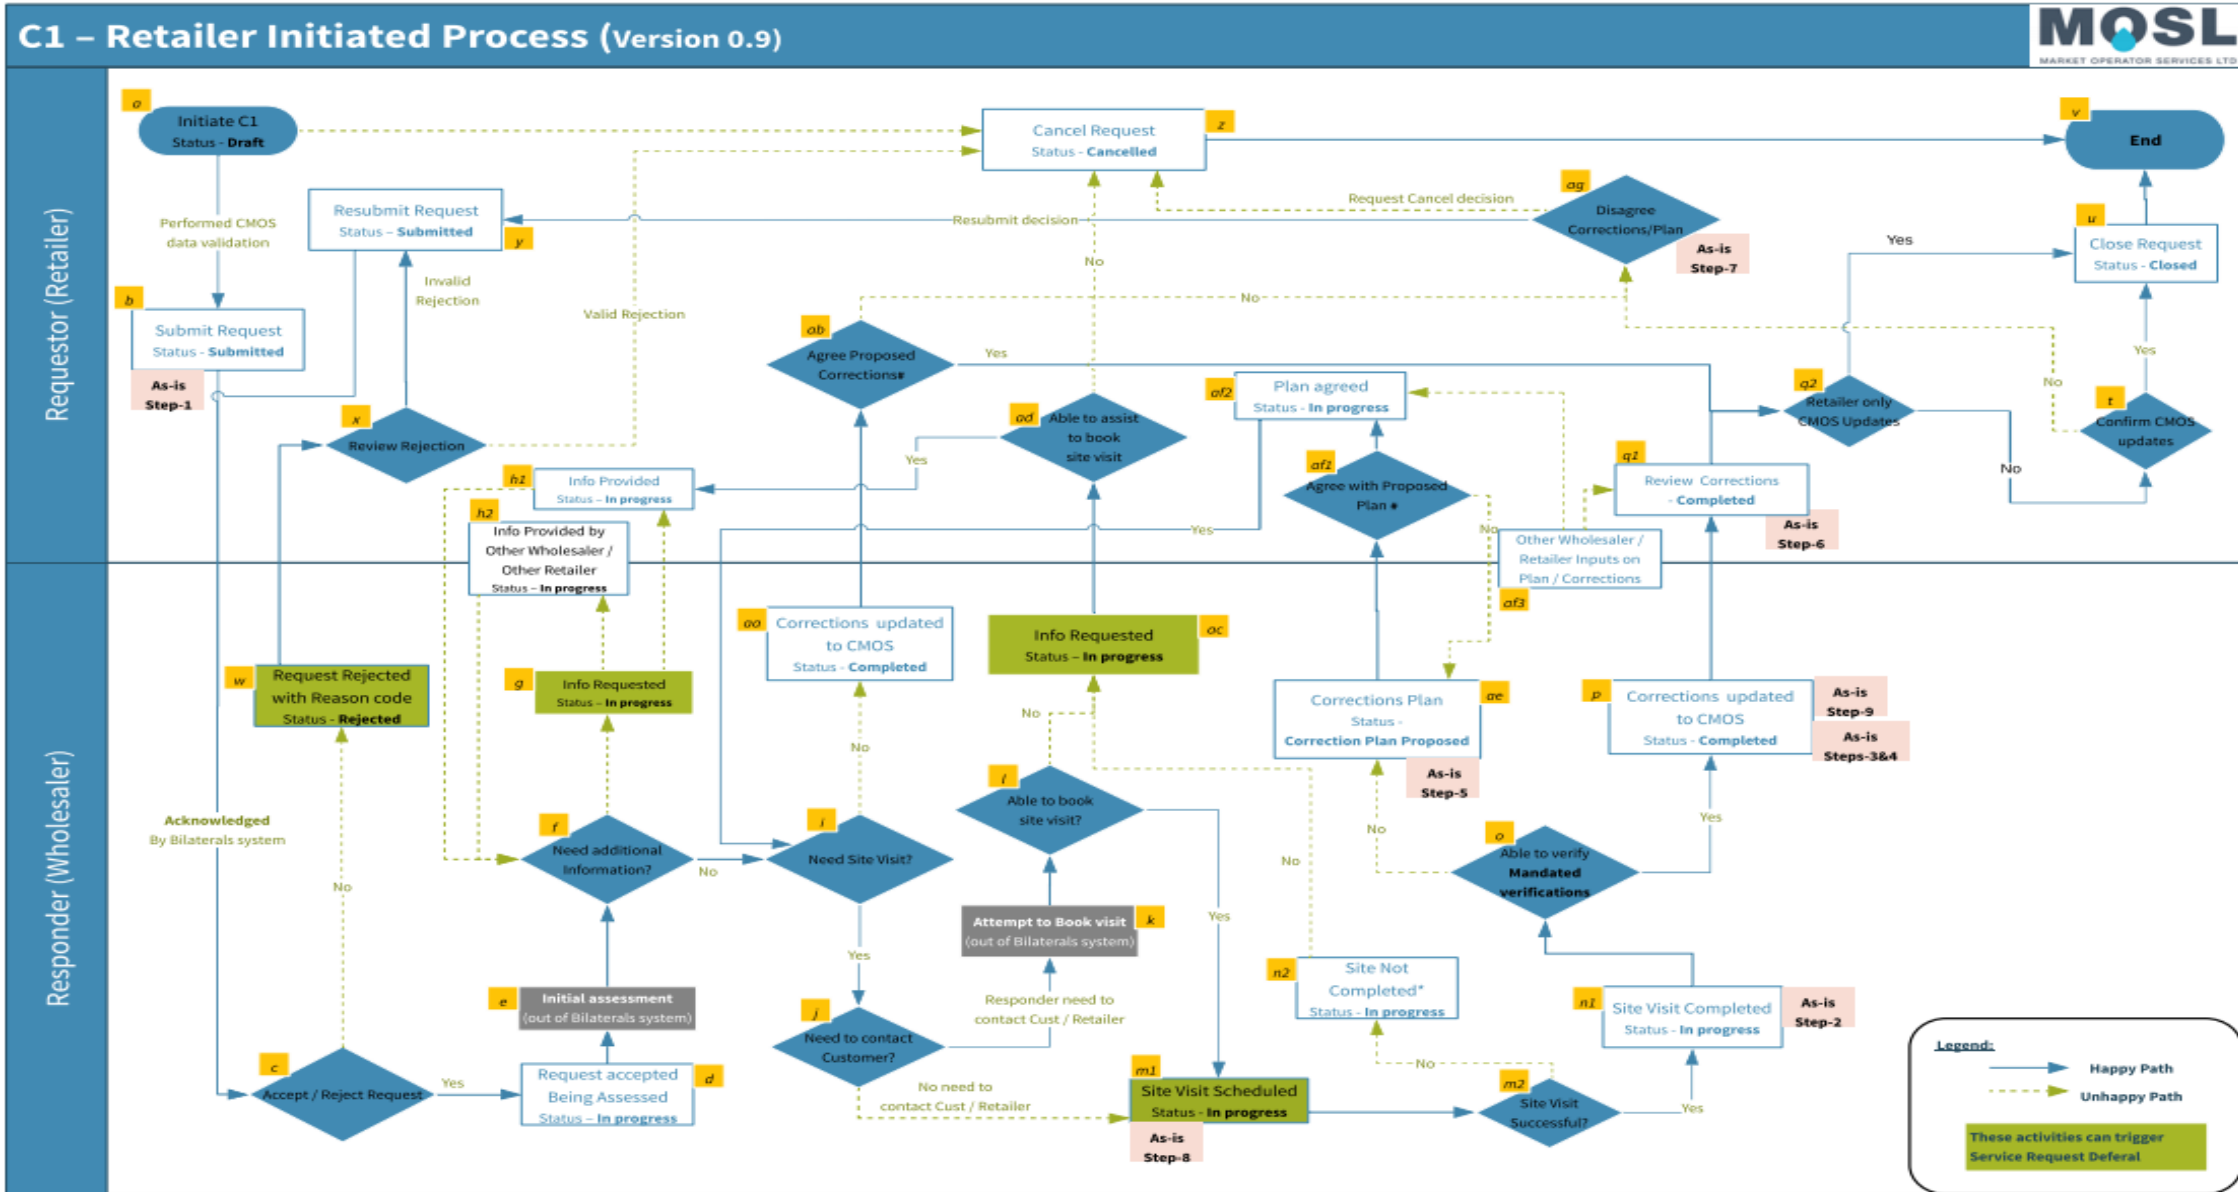 C1 – Retailer Initiated Process (Version 0.9)
MOSL
MARKET OPERATOR SERVICES LTD
Requestor (Retailer)
a
Initiate C1
Status - Draft
Performed CMOS
data validation
b
Submit Request
Status - Submitted
As-is
Step-1
Resubmit Request
Status – Submitted
y
Invalid
Rejection
x
Review Rejection
Valid Rejection
Cancel Request
Status - Cancelled
z
Resubmit decision
No
Request Cancel decision
ag
Disagree
Corrections/Plan
As-is
Step-7
v
End
u
Close Request
Status - Closed
Yes
No
ab
Agree Proposed
Corrections#
Yes
ad
Able to assist
to book
site visit
Yes
h1
Info Provided
Status – In progress
h2
Info Provided by
Other Wholesaler /
Other Retailer
Status – In progress
af2
Plan agreed
Status - In progress
af1
Agree with Proposed
Plan #
No
Yes
Other Wholesaler /
Retailer Inputs on
Plan / Corrections
af3
q1
Review Corrections
- Completed
As-is
Step-6
q2
Retailer only
CMOS Updates
No
t
Confirm CMOS
updates
Yes
No
Responder (Wholesaler)
Acknowledged
By Bilaterals system
w
Request Rejected
with Reason code
Status - Rejected
No
c
Accept / Reject Request
Yes
Request accepted
Being Assessed
Status – In progress
d
e
Initial assessment
(out of Bilaterals system)
f
Need additional
Information?
No
g
Info Requested
Status – In progress
aa
Corrections updated
to CMOS
Status - Completed
No
i
Need Site Visit?
Yes
j
Need to contact
Customer?
No need to
contact Cust / Retailer
Responder need to
contact Cust / Retailer
Attempt to Book visit
(out of Bilaterals system)
k
l
Able to book
site visit?
No
Yes
Info Requested
Status – In progress
ac
m1
Site Visit Scheduled
Status - In progress
As-is
Step-8
m2
Site Visit
Successful?
No
Yes
n2
Site Not
Completed*
Status - In progress
No
n1
Site Visit Completed
Status - In progress
As-is
Step-2
o
Able to verify
Mandated
verifications
No
Yes
Corrections Plan
Status -
Correction Plan Proposed
ae
As-is
Step-5
p
Corrections updated
to CMOS
Status - Completed
As-is
Step-9
As-is
Steps-3&4
Legend:
Happy Path
Unhappy Path
These activities can trigger
Service Request Deferal